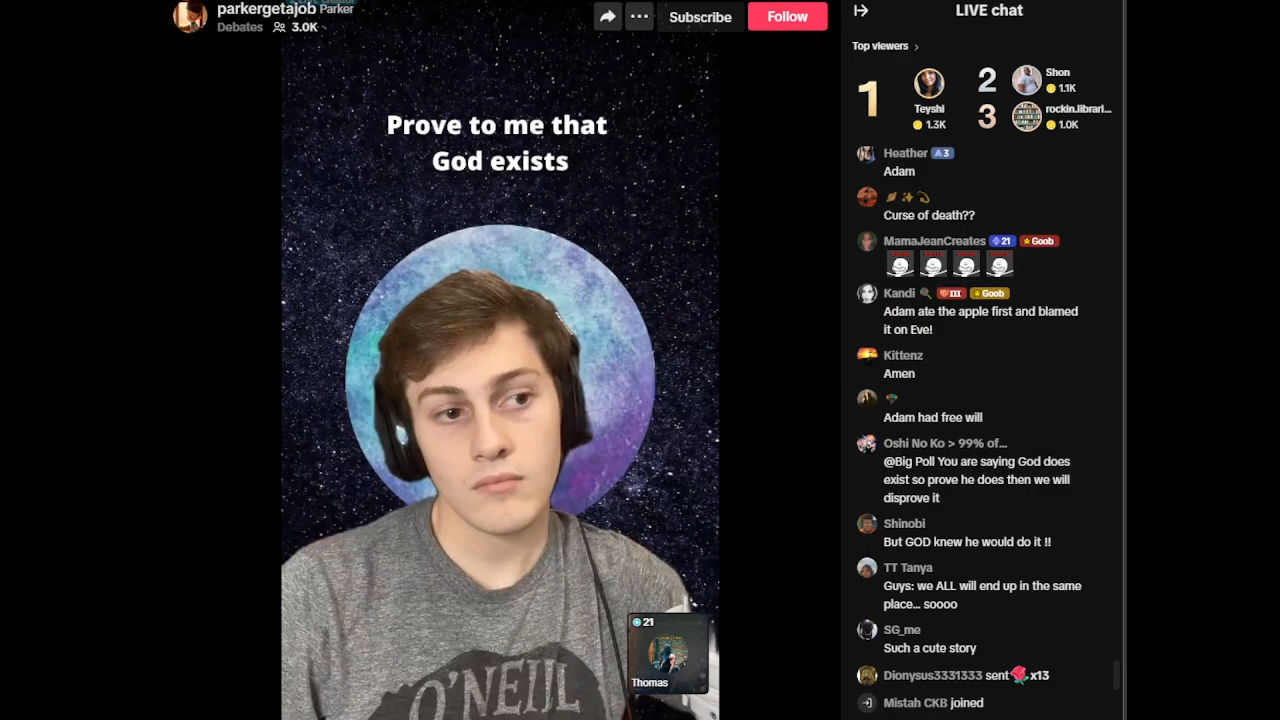 parkergetajob Parker
Debates 3.0K
Subscribe
Follow
Prove to me that
God exists
O'NEILL
21
Thomas
LIVE chat
Top viewers
1
Teyshi
1.3K
2
Shon
1.1K
3
rockin.librari...
1.0K
Heather 3
Adam
Curse of death??
MamaJeanCreates 21 Goob
Kandi III Goob
Adam ate the apple first and blamed
it on Eve!
Kittenz
Amen
Adam had free will
Oshi No Ko > 99% of...
@Big Poll You are saying God does
exist so prove he does then we will
disprove it
Shinobi
But GOD knew he would do it !!
TT Tanya
Guys: we ALL will end up in the same
place... soooo
SG_me
Such a cute story
Dionysus3331333 sent x13
Mistah CKB joined